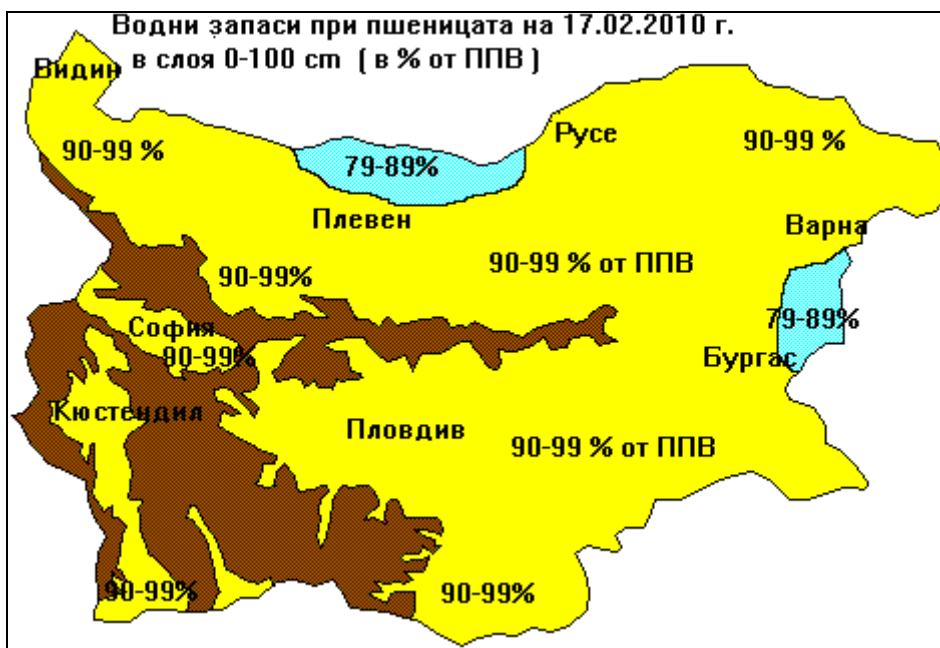 Водни запаси при пшеницата на 17.02.2010 г.
в слоя 0-100 cm ( в % от ППВ )
Видин
Русе
90-99 %
90-99 %
79-89%
Плевен
Варна
90-99 % от ППВ
90-99%
София
79-89%
90-99%
Бургас
Кюстендил
Пловдив
90-99 % от ППВ
90-99%
90-99%